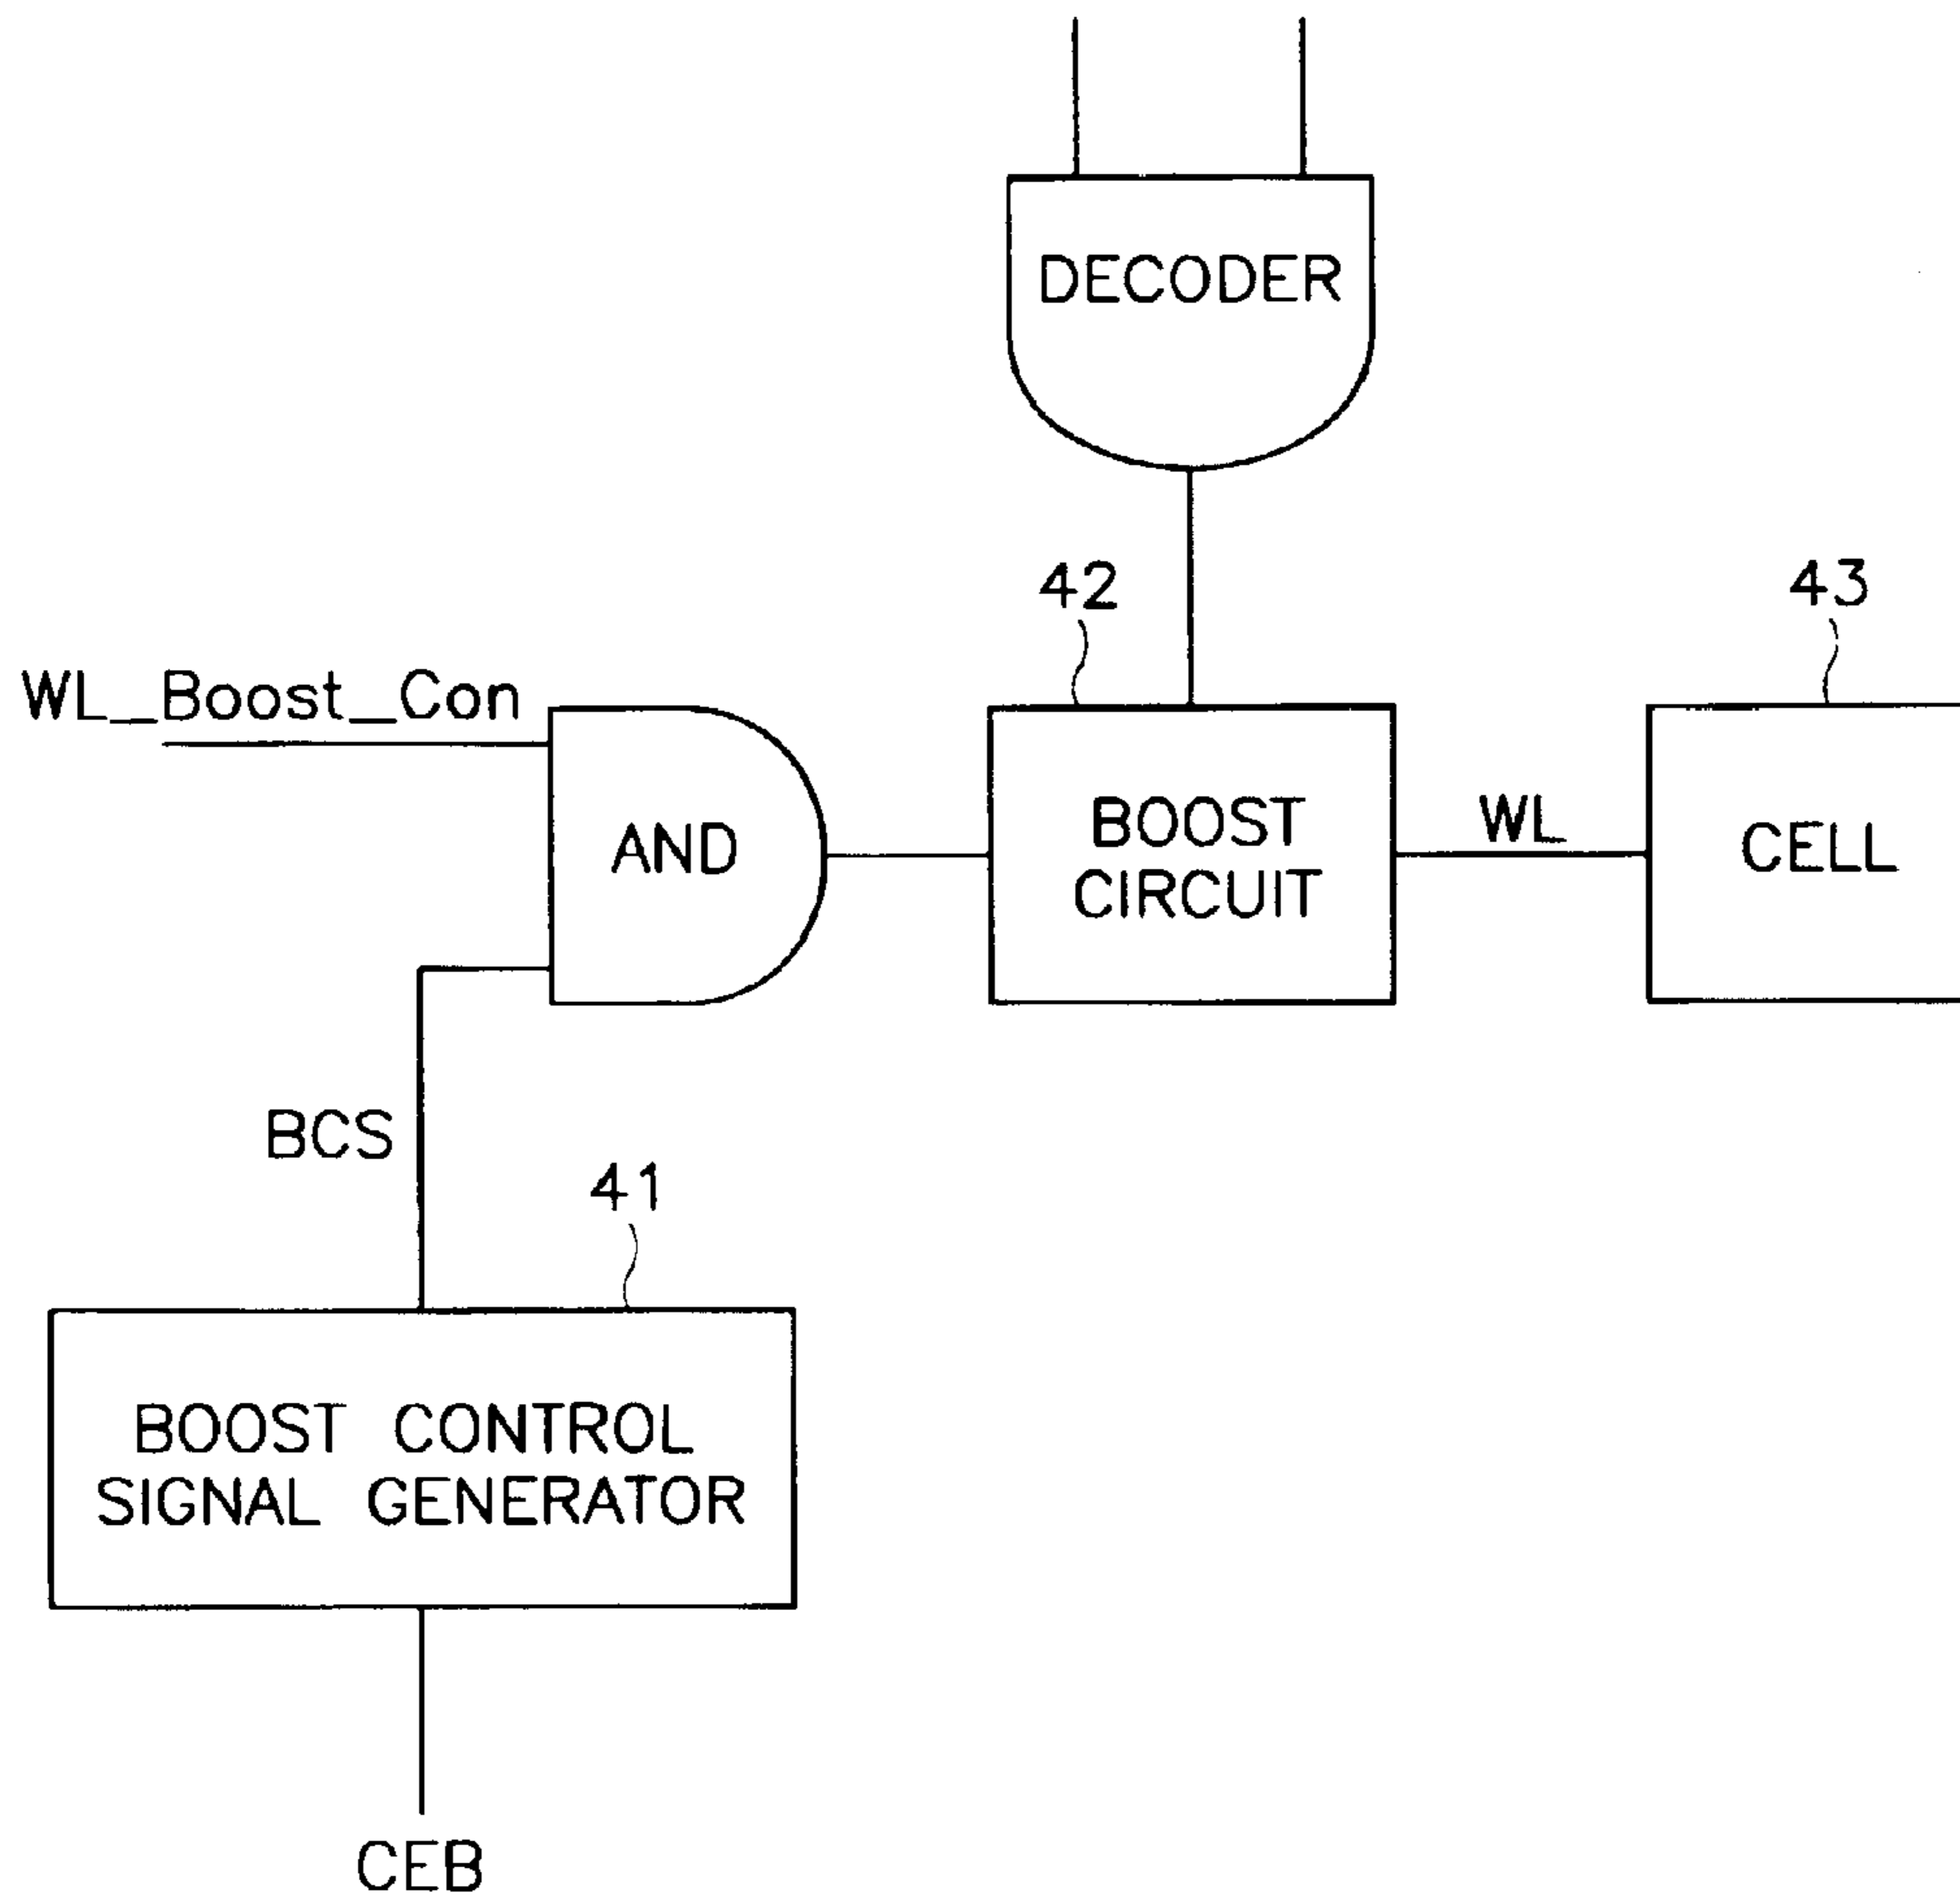 DECODER
42
43
WL_Boost_Con
AND
BOOST
CIRCUIT
WL
CELL
BCS
41
BOOST CONTROL
SIGNAL GENERATOR
CEB